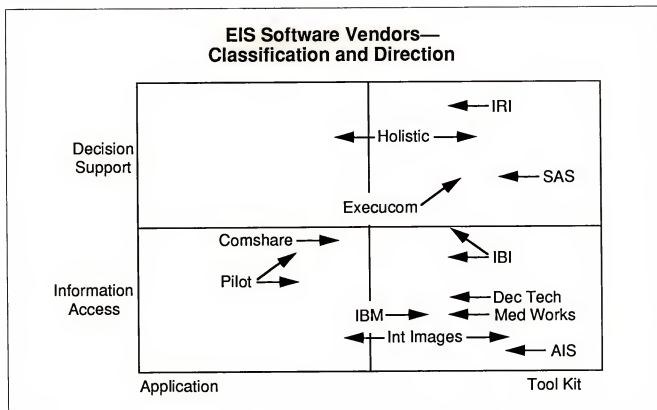 EIS Software Vendors—
Classification and Direction
IRI
Holistic
Decision
Support
SAS
Execucom
Comshare
IBI
Pilot
Information
Access
Dec Tech
IBM
Med Works
Int Images
AIS
Application
Tool Kit